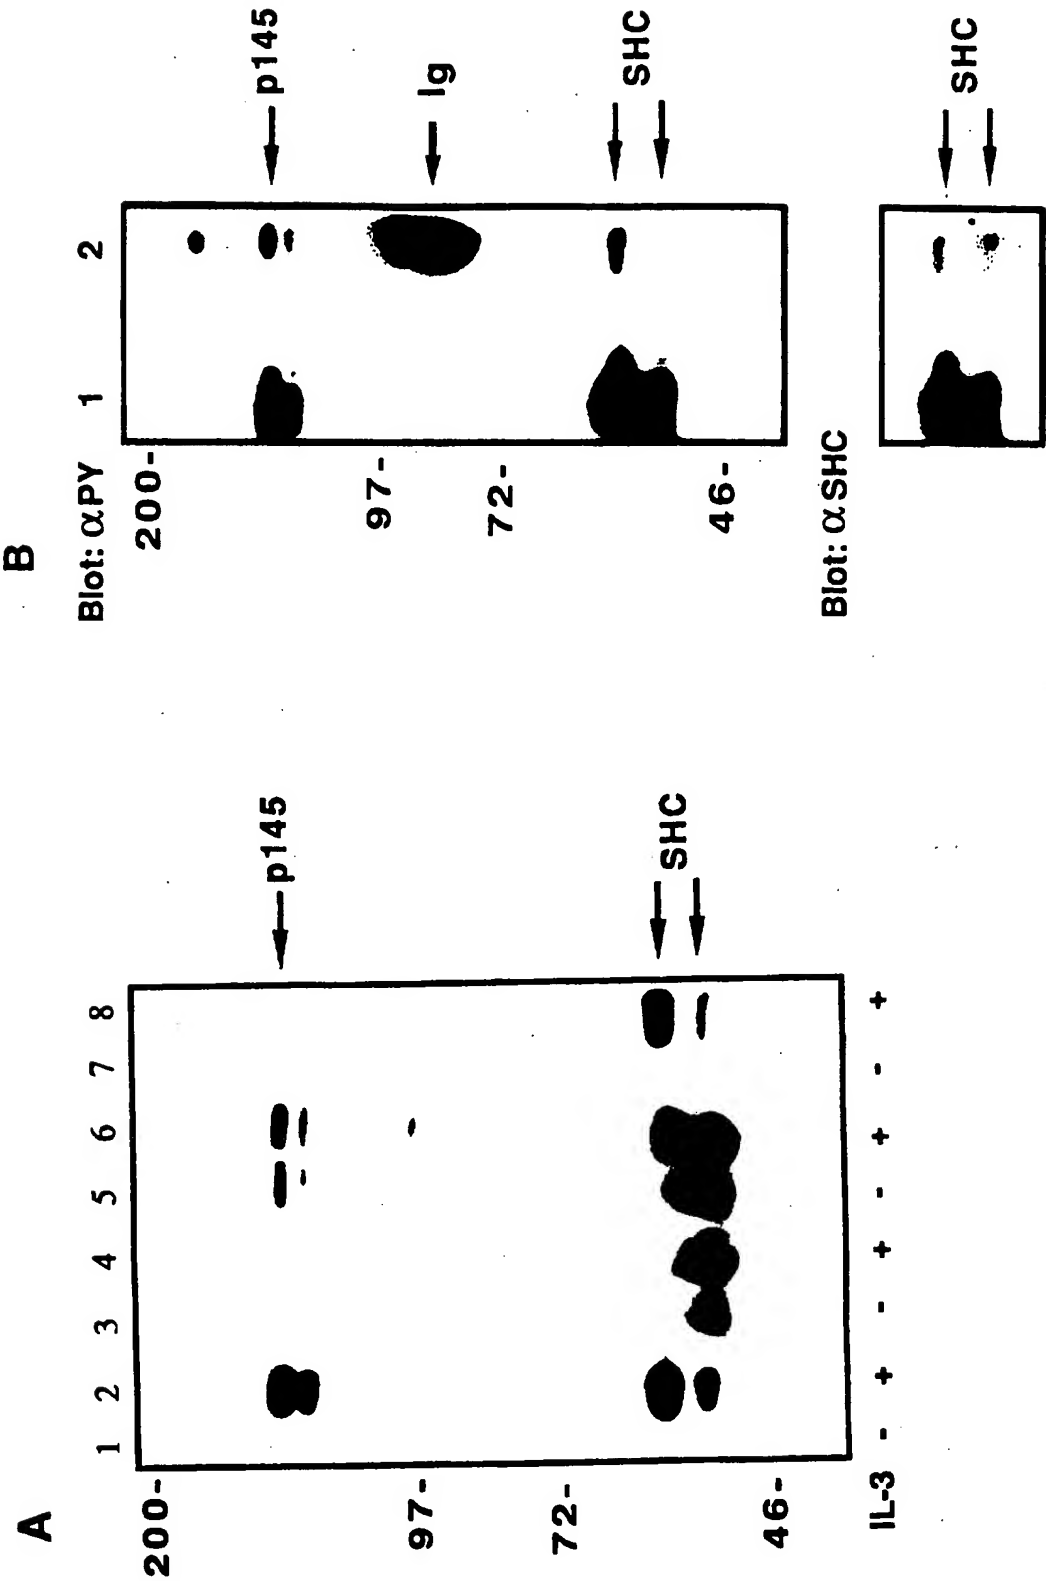 A
1 2 3 4 5 6 7 8
200-
97-
72-
46-
p145
SHC
IL-3 - + - + - + - +
B
Blot: αPY
1 2
200-
97-
72-
46-
p145
Ig
SHC
Blot: αSHC
SHC